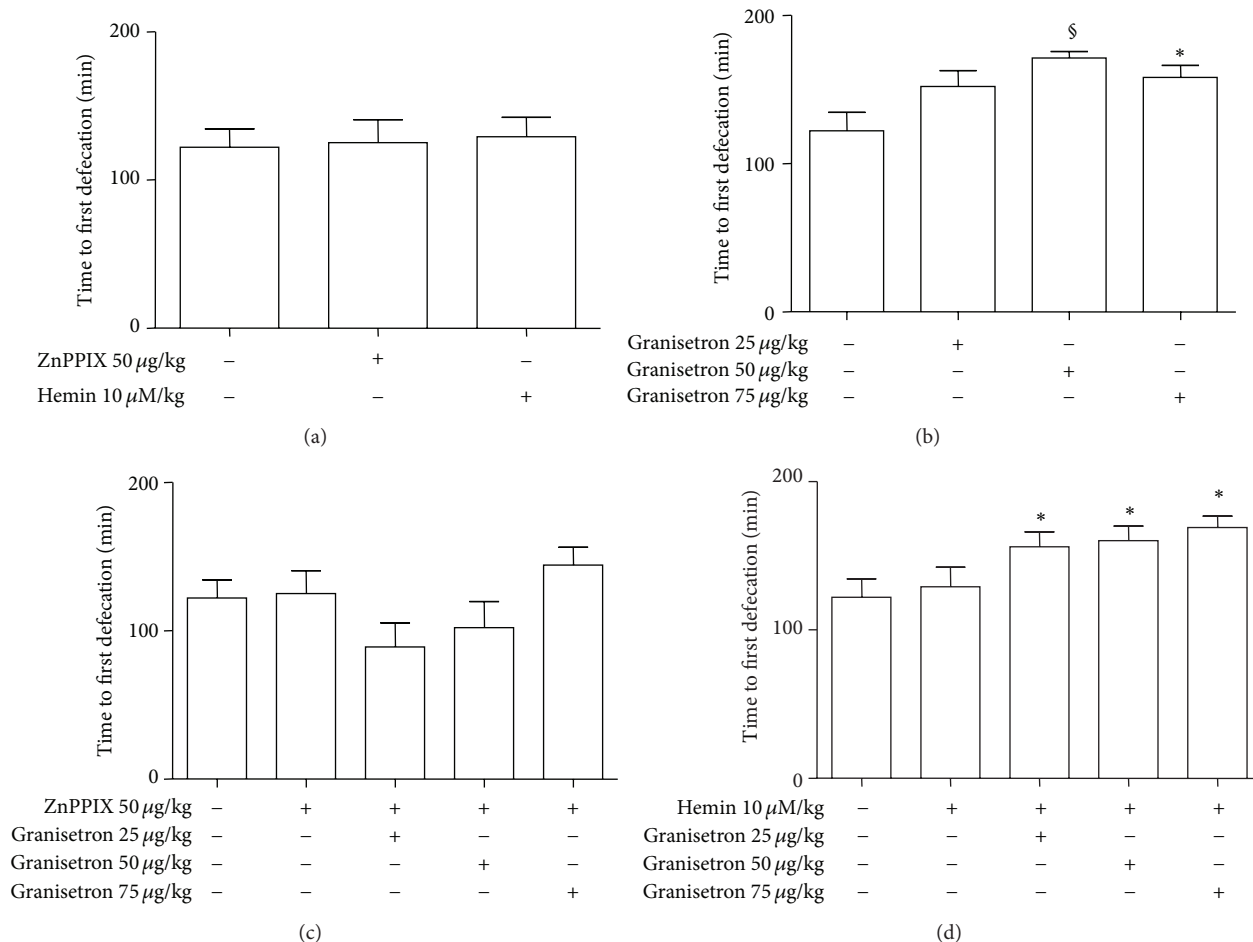 200
100
0
Time to first defecation (min)
ZnPPIX 50 μg/kg – + –
Hemin 10 μM/kg – – +
(a)
200
100
0
Time to first defecation (min)
§
*
Granisetron 25 μg/kg – + – –
Granisetron 50 μg/kg – – + –
Granisetron 75 μg/kg – – – +
(b)
200
100
0
Time to first defecation (min)
ZnPPIX 50 μg/kg – + + + +
Granisetron 25 μg/kg – – + – –
Granisetron 50 μg/kg – – – + –
Granisetron 75 μg/kg – – – – +
(c)
200
100
0
Time to first defecation (min)
* * *
Hemin 10 μM/kg – + + + +
Granisetron 25 μg/kg – – + – –
Granisetron 50 μg/kg – – – + –
Granisetron 75 μg/kg – – – – +
(d)